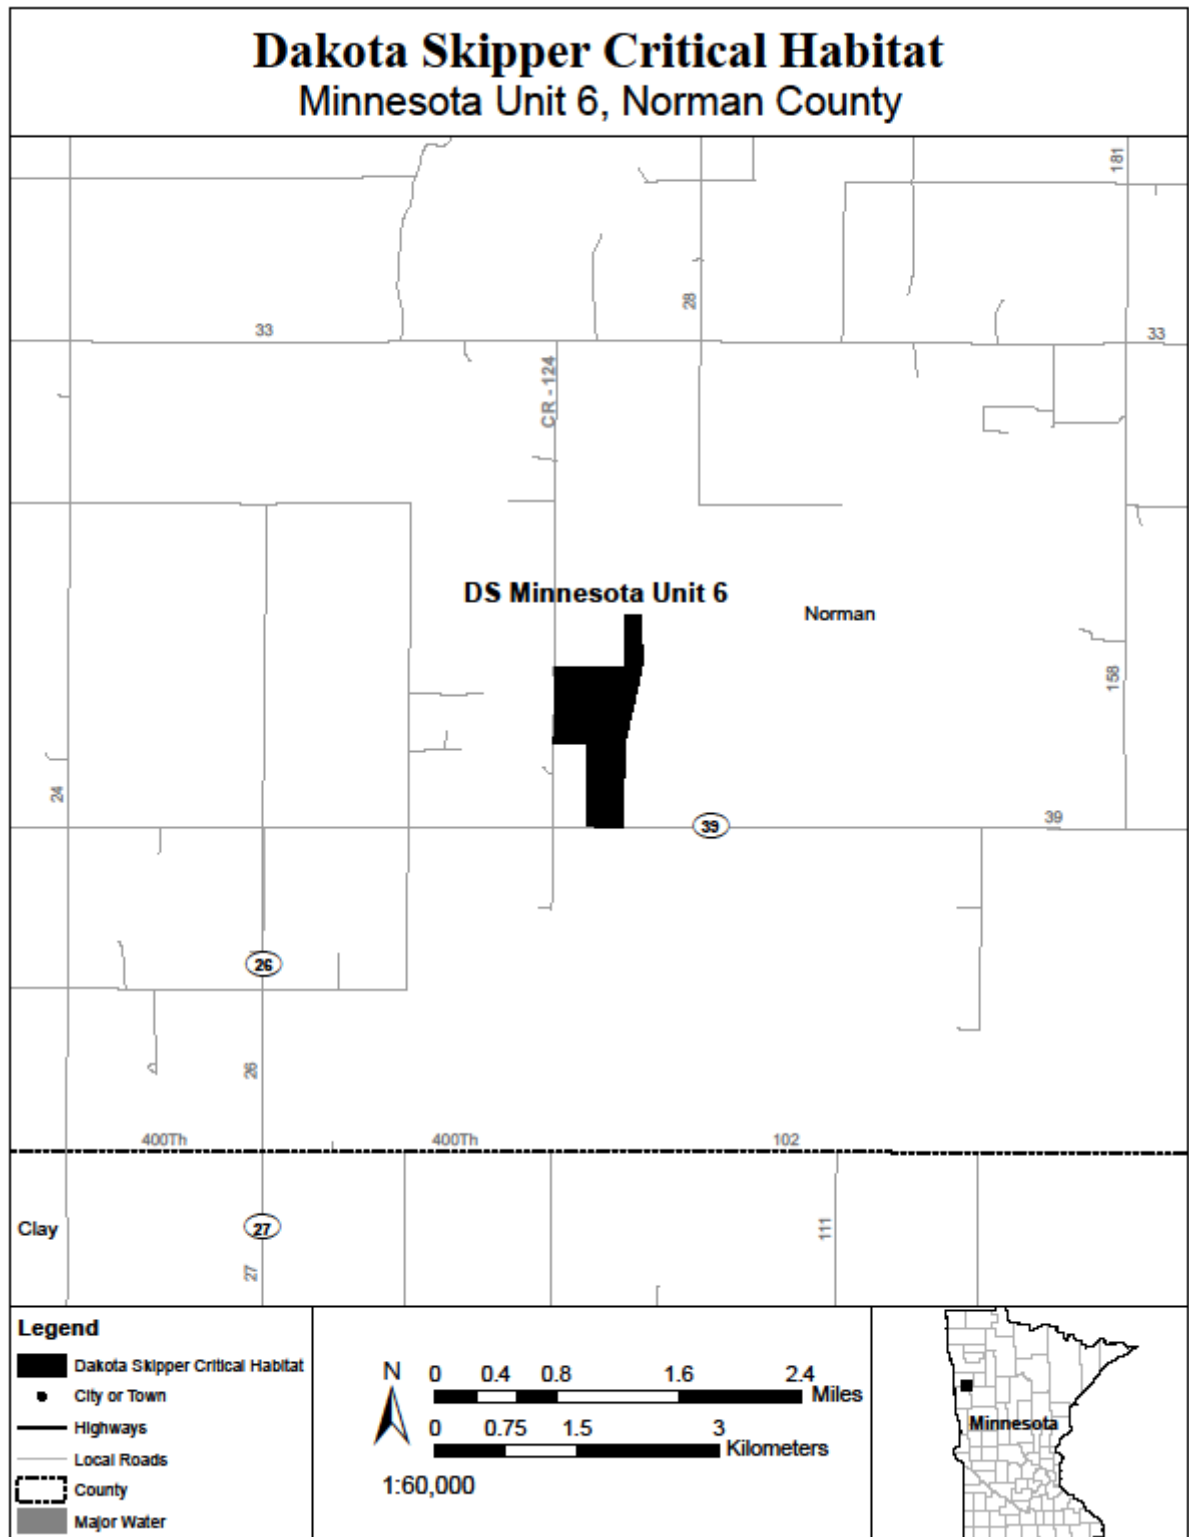 Dakota Skipper Critical Habitat
Minnesota Unit 6, Norman County
181
28
33
33
CR - 124
DS Minnesota Unit 6
Norman
158
24
39
39
26
26
400Th
400Th
102
Clay
27
111
27
Legend
Dakota Skipper Critical Habitat
City or Town
Highways
Local Roads
County
Major Water
N
0 0.4 0.8 1.6 2.4
Miles
0 0.75 1.5 3
Kilometers
1:60,000
Minnesota